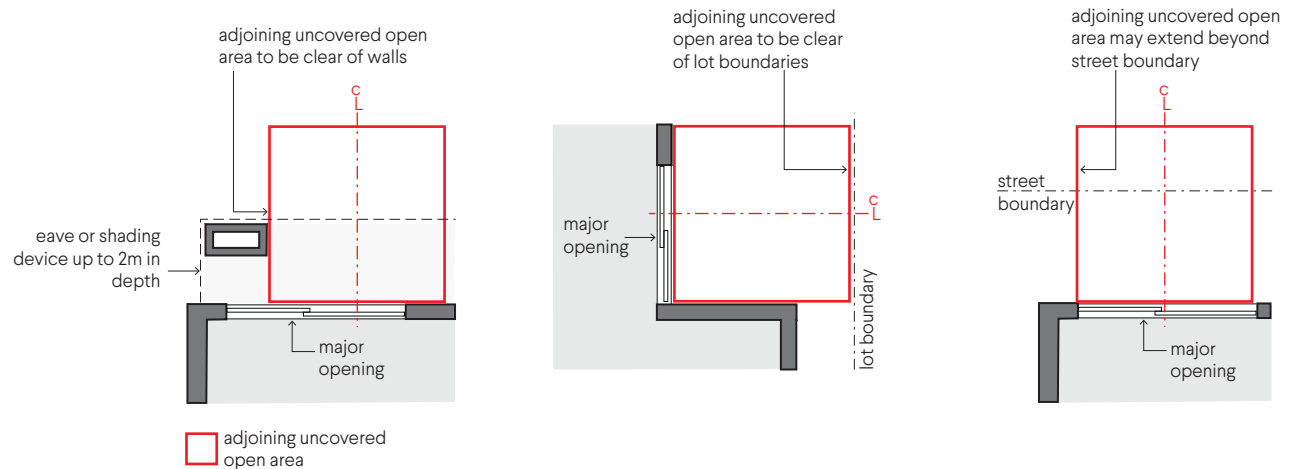 adjoining uncovered open
area to be clear of walls
C
L
eave or shading
device up to 2m in
depth
major
opening
adjoining uncovered
open area
adjoining uncovered
open area to be clear
of lot boundaries
C
L
major
opening
lot boundary
adjoining uncovered open
area may extend beyond
street boundary
C
L
street
boundary
major
opening